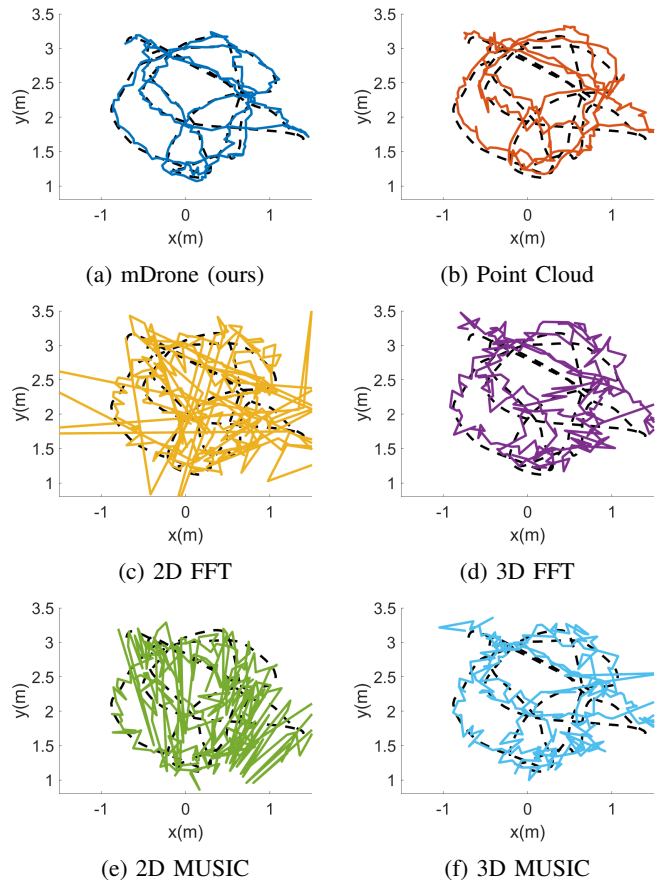 3.5
3
2.5
2
1.5
1
y(m)
-1 0 1
x(m)
(a) mDrone (ours)
3.5
3
2.5
2
1.5
1
y(m)
-1 0 1
x(m)
(b) Point Cloud
3.5
3
2.5
2
1.5
1
y(m)
-1 0 1
x(m)
(c) 2D FFT
3.5
3
2.5
2
1.5
1
y(m)
-1 0 1
x(m)
(d) 3D FFT
3.5
3
2.5
2
1.5
1
y(m)
-1 0 1
x(m)
(e) 2D MUSIC
3.5
3
2.5
2
1.5
1
y(m)
-1 0 1
x(m)
(f) 3D MUSIC